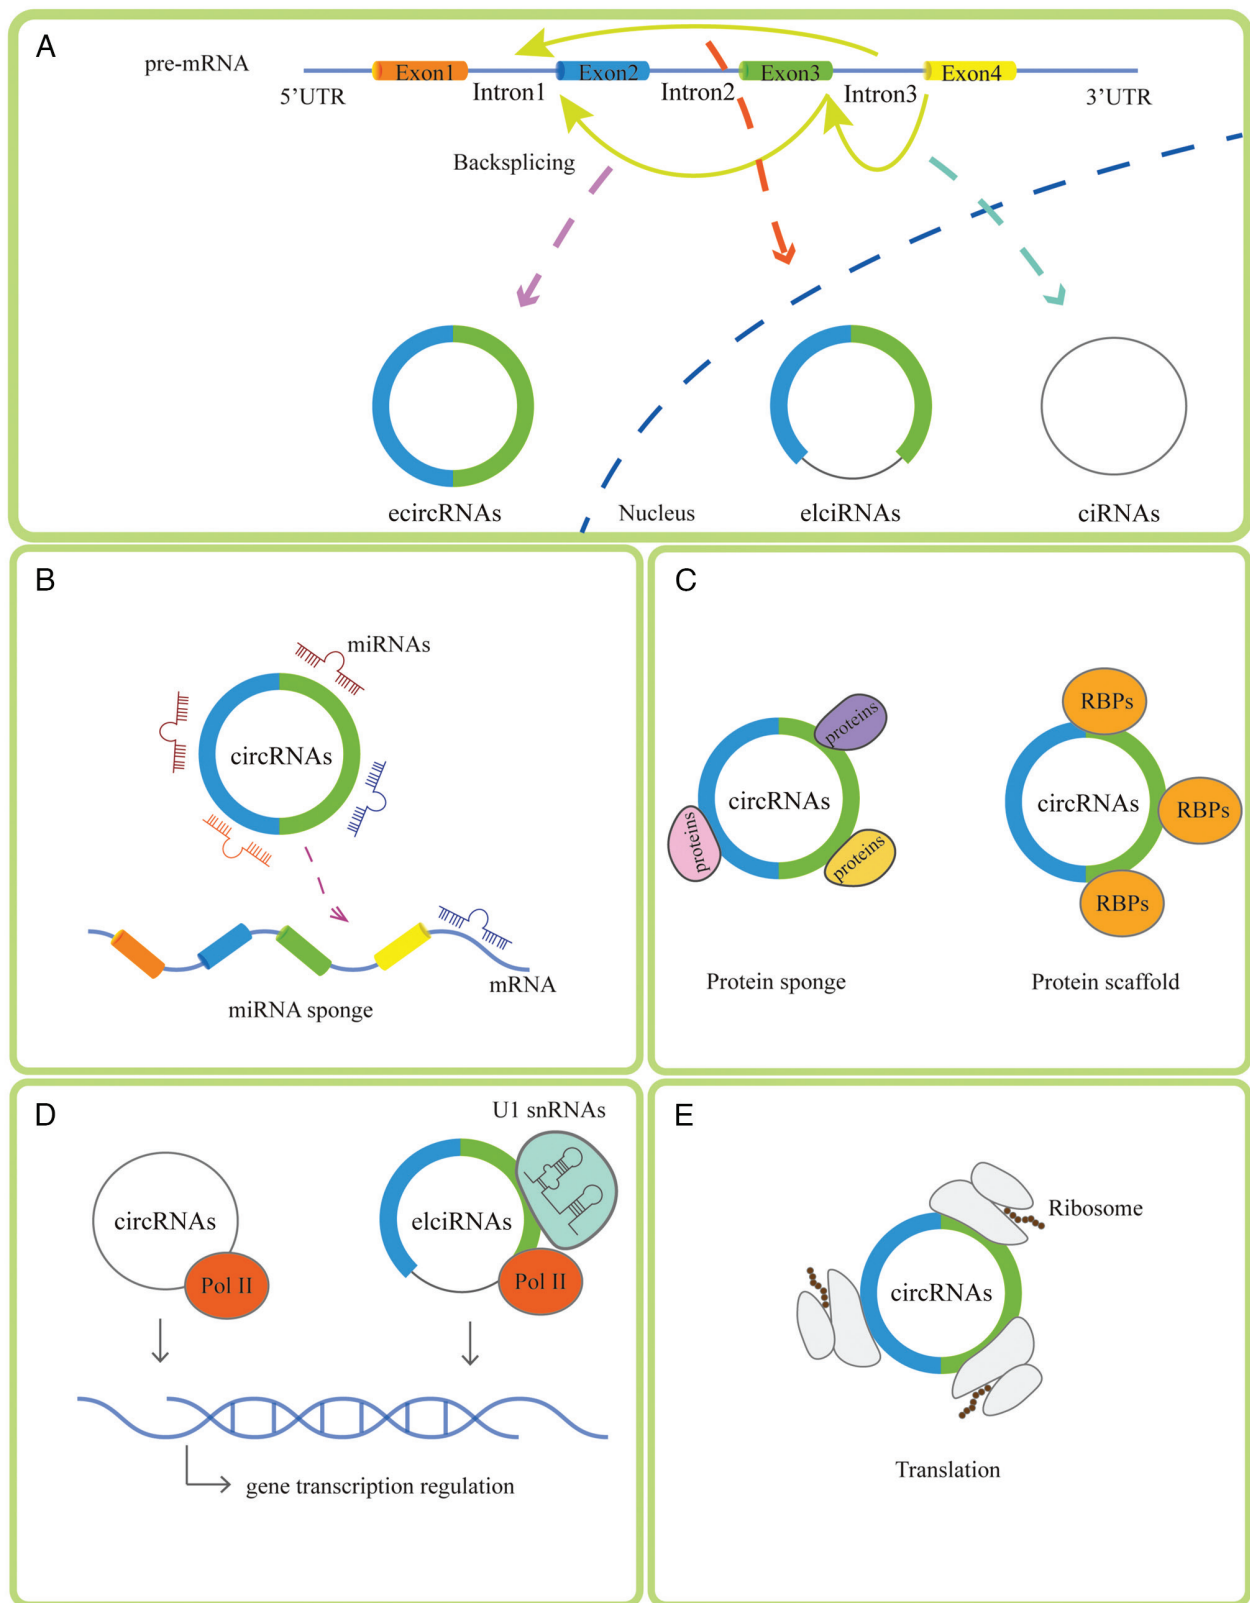 A
pre-mRNA
Exon1
Exon2
Exon3
Exon4
5’UTR
Intron1
Intron2
Intron3
3’UTR
Backsplicing
ecircRNAs
Nucleus
elciRNAs
ciRNAs
B
miRNAs
circRNAs
mRNA
miRNA sponge
C
proteins
circRNAs
proteins
proteins
Protein sponge
RBPs
circRNAs
RBPs
RBPs
Protein scaffold
D
U1 snRNAs
circRNAs
elciRNAs
Pol II
Pol II
gene transcription regulation
E
Ribosome
circRNAs
Translation